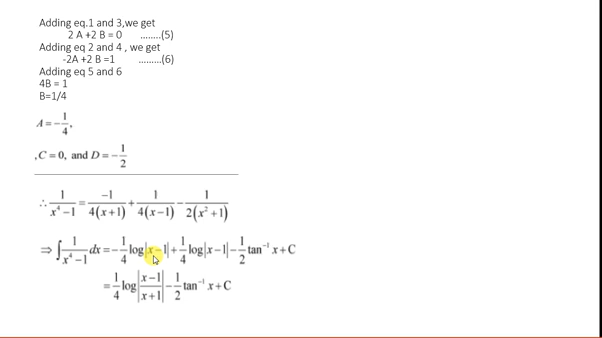 Adding eq.1 and 3,we get
2 A +2 B = 0 ........(5)
Adding eq 2 and 4 , we get
-2A +2 B =1 .........(6)
Adding eq 5 and 6
4B = 1
B=1/4
A = -1/4,
,C = 0, and D = -1/2
∴ 1/(x⁴-1) = -1/(4(x+1)) + 1/(4(x-1)) - 1/(2(x²+1))
⇒ ∫ 1/(x⁴-1) dx = -1/4 log|x-1| + 1/4 log|x-1| - 1/2 tan⁻¹ x + C
= 1/4 log|(x-1)/(x+1)| - 1/2 tan⁻¹ x + C